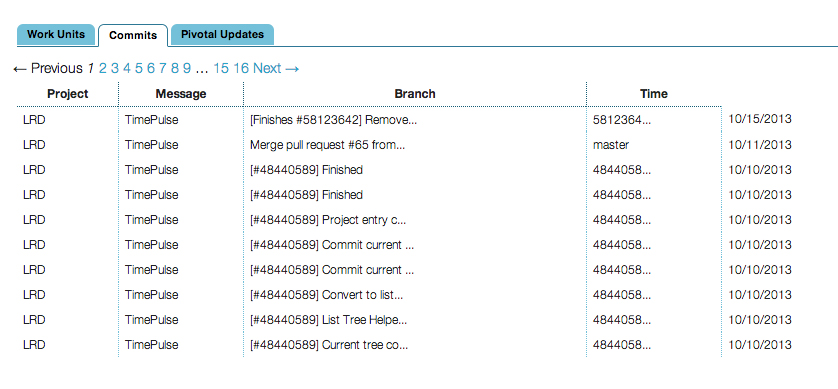 Work Units Commits Pivotal Updates
← Previous 1 2 3 4 5 6 7 8 9 ... 15 16 Next →
Project Message Branch Time
LRD TimePulse [Finishes #58123642] Remove... 5812364... 10/15/2013
LRD TimePulse Merge pull request #65 from... master 10/11/2013
LRD TimePulse [#48440589] Finished 4844058... 10/10/2013
LRD TimePulse [#48440589] Finished 4844058... 10/10/2013
LRD TimePulse [#48440589] Project entry c... 4844058... 10/10/2013
LRD TimePulse [#48440589] Commit current ... 4844058... 10/10/2013
LRD TimePulse [#48440589] Commit current ... 4844058... 10/10/2013
LRD TimePulse [#48440589] Convert to list... 4844058... 10/10/2013
LRD TimePulse [#48440589] List Tree Helpe... 4844058... 10/10/2013
LRD TimePulse [#48440589] Current tree co... 4844058... 10/10/2013